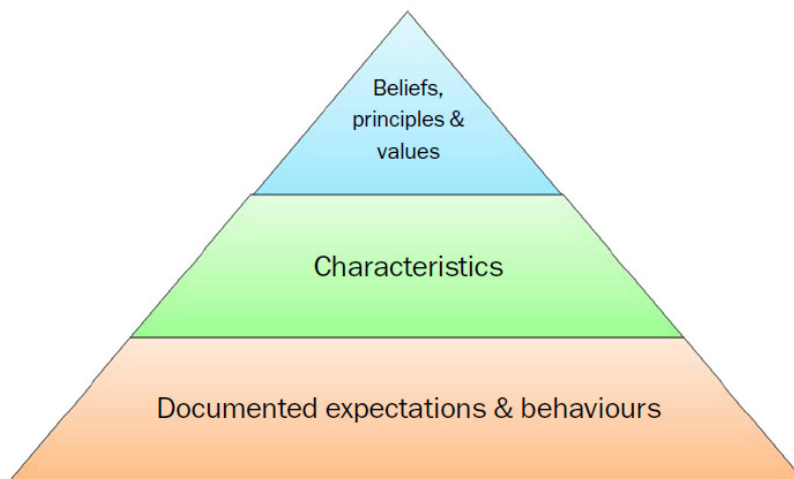 Beliefs,
principles &
values
Characteristics
Documented expectations & behaviours